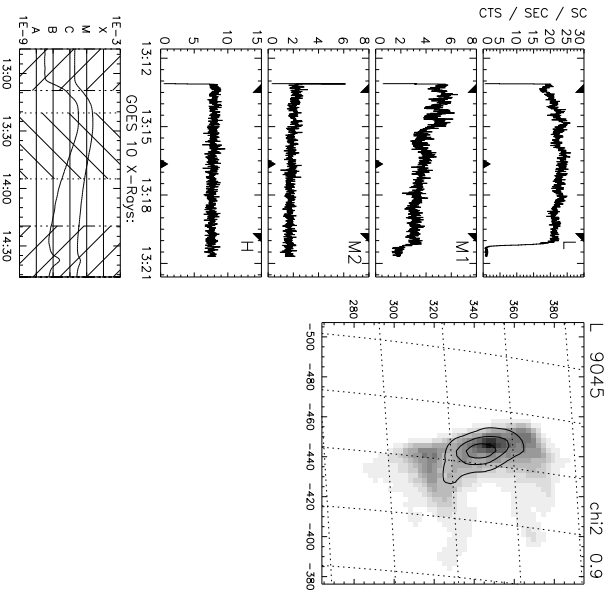 CTS / SEC / SC
0 5 10 15 20 25 30
L
0 2 4 6 8
M1
0 2 4 6 8
M2
0 5 10 15
H
13:12 13:15 13:18 13:21
GOES 10 X-Rays:
1E-3
X
M
C
B
A
1E-9
13:00 13:30 14:00 14:30
L 9045 chi2 0.9
380
360
340
320
300
280
-500 -480 -460 -440 -420 -400 -380